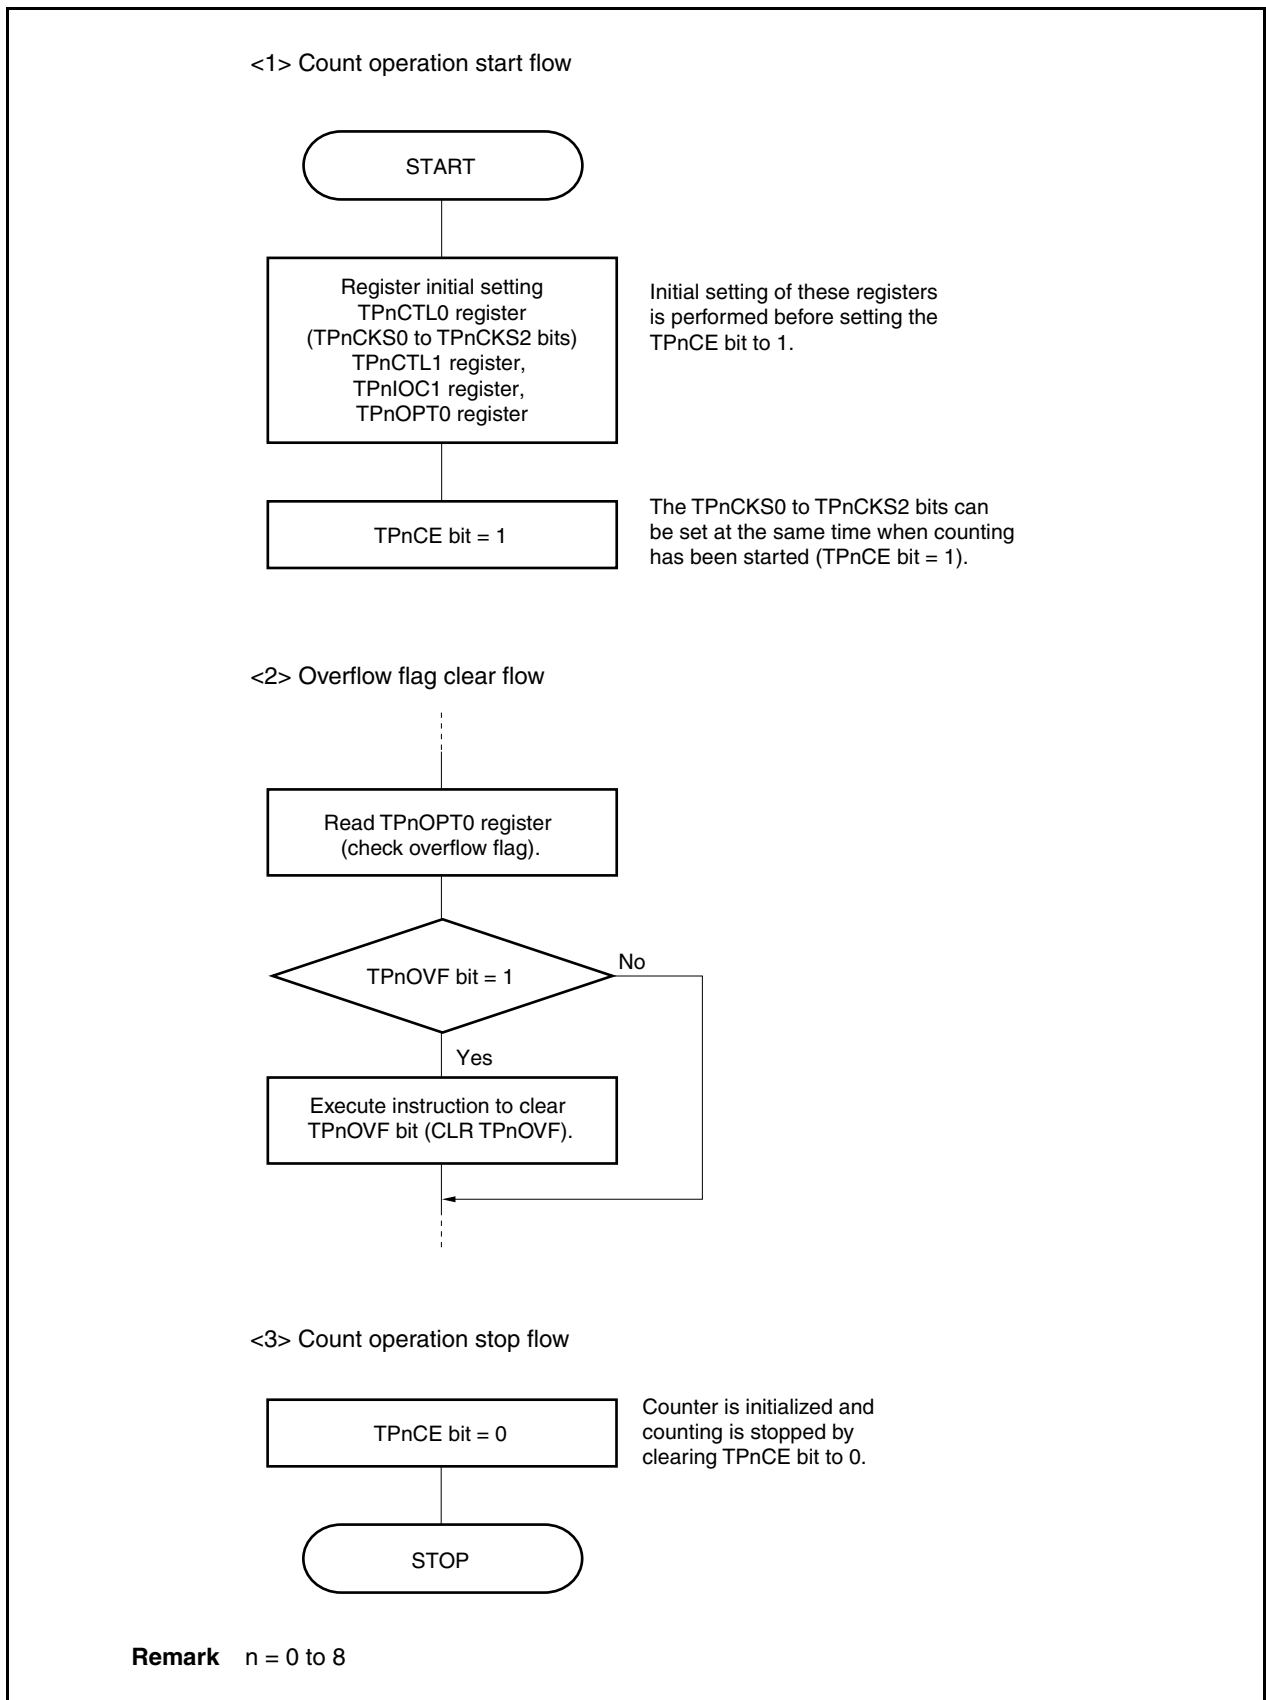 <1> Count operation start flow
START
Register initial setting
TPnCTL0 register
(TPnCKS0 to TPnCKS2 bits)
TPnCTL1 register,
TPnIOC1 register,
TPnOPT0 register
Initial setting of these registers
is performed before setting the
TPnCE bit to 1.
TPnCE bit = 1
The TPnCKS0 to TPnCKS2 bits can
be set at the same time when counting
has been started (TPnCE bit = 1).
<2> Overflow flag clear flow
Read TPnOPT0 register
(check overflow flag).
TPnOVF bit = 1
No
Yes
Execute instruction to clear
TPnOVF bit (CLR TPnOVF).
<3> Count operation stop flow
TPnCE bit = 0
Counter is initialized and
counting is stopped by
clearing TPnCE bit to 0.
STOP
Remark n = 0 to 8